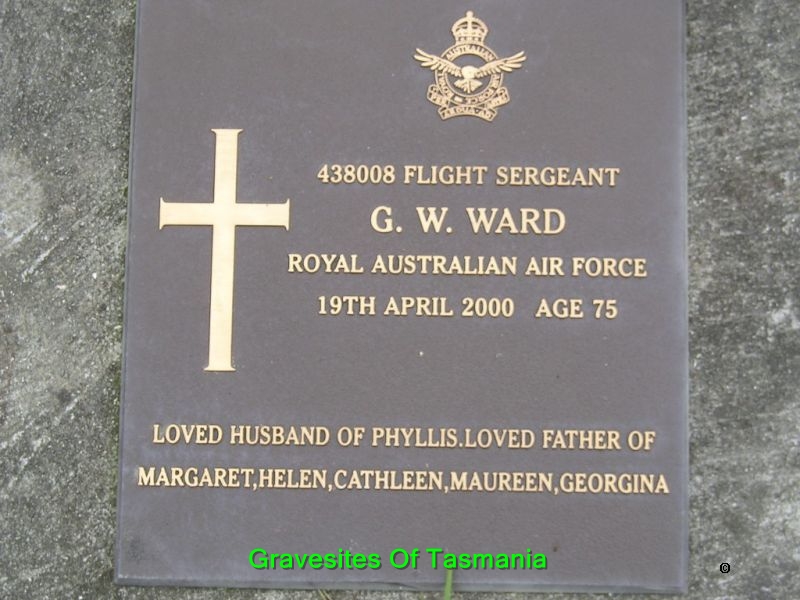 AUSTRALIAN
438008 FLIGHT SERGEANT
G. W. WARD
ROYAL AUSTRALIAN AIR FORCE
19TH APRIL 2000 AGE 75
LOVED HUSBAND OF PHYLLIS.LOVED FATHER OF
MARGARET,HELEN,CATHLEEN,MAUREEN,GEORGINA
Gravesites Of Tasmania
©